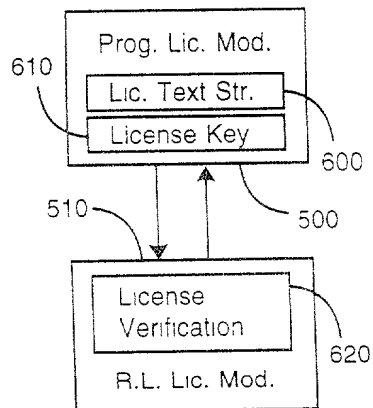 Prog. Lic. Mod.
610
Lic. Text Str.
License Key
600
510
500
License
Verification
620
R.L. Lic. Mod.